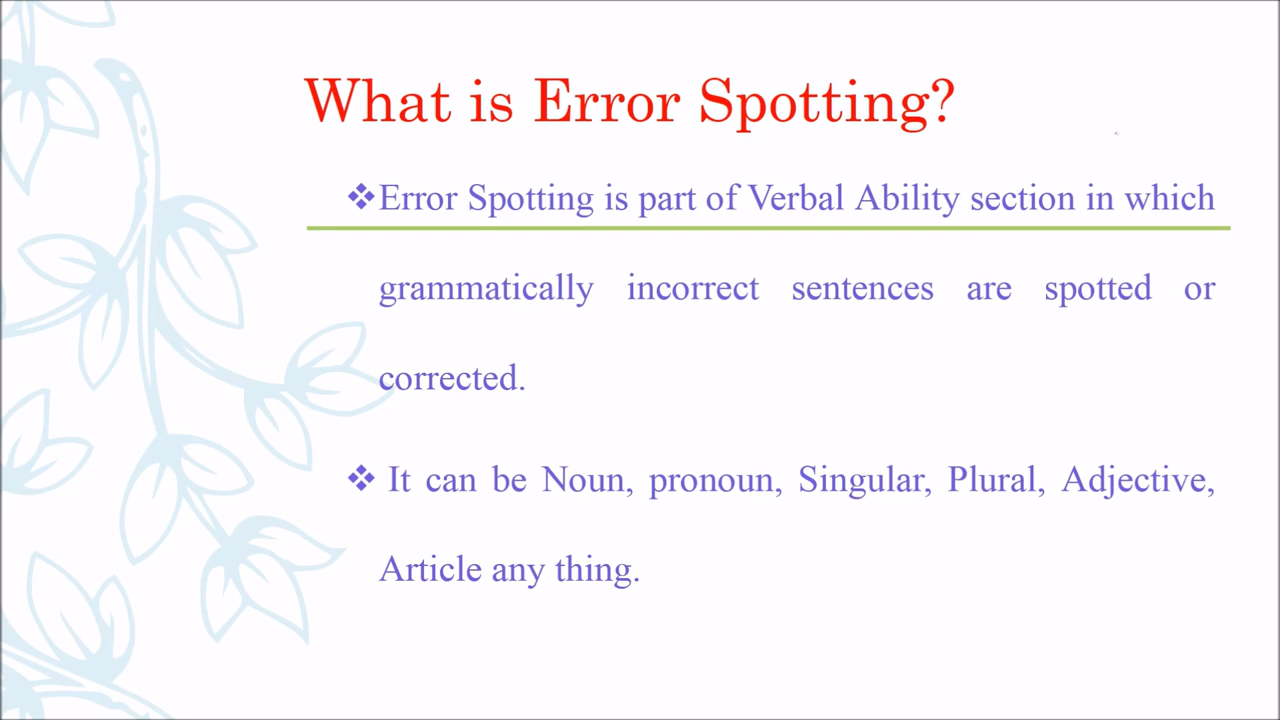 What is Error Spotting?
❖Error Spotting is part of Verbal Ability section in which
grammatically incorrect sentences are spotted or
corrected.
❖ It can be Noun, pronoun, Singular, Plural, Adjective,
Article any thing.